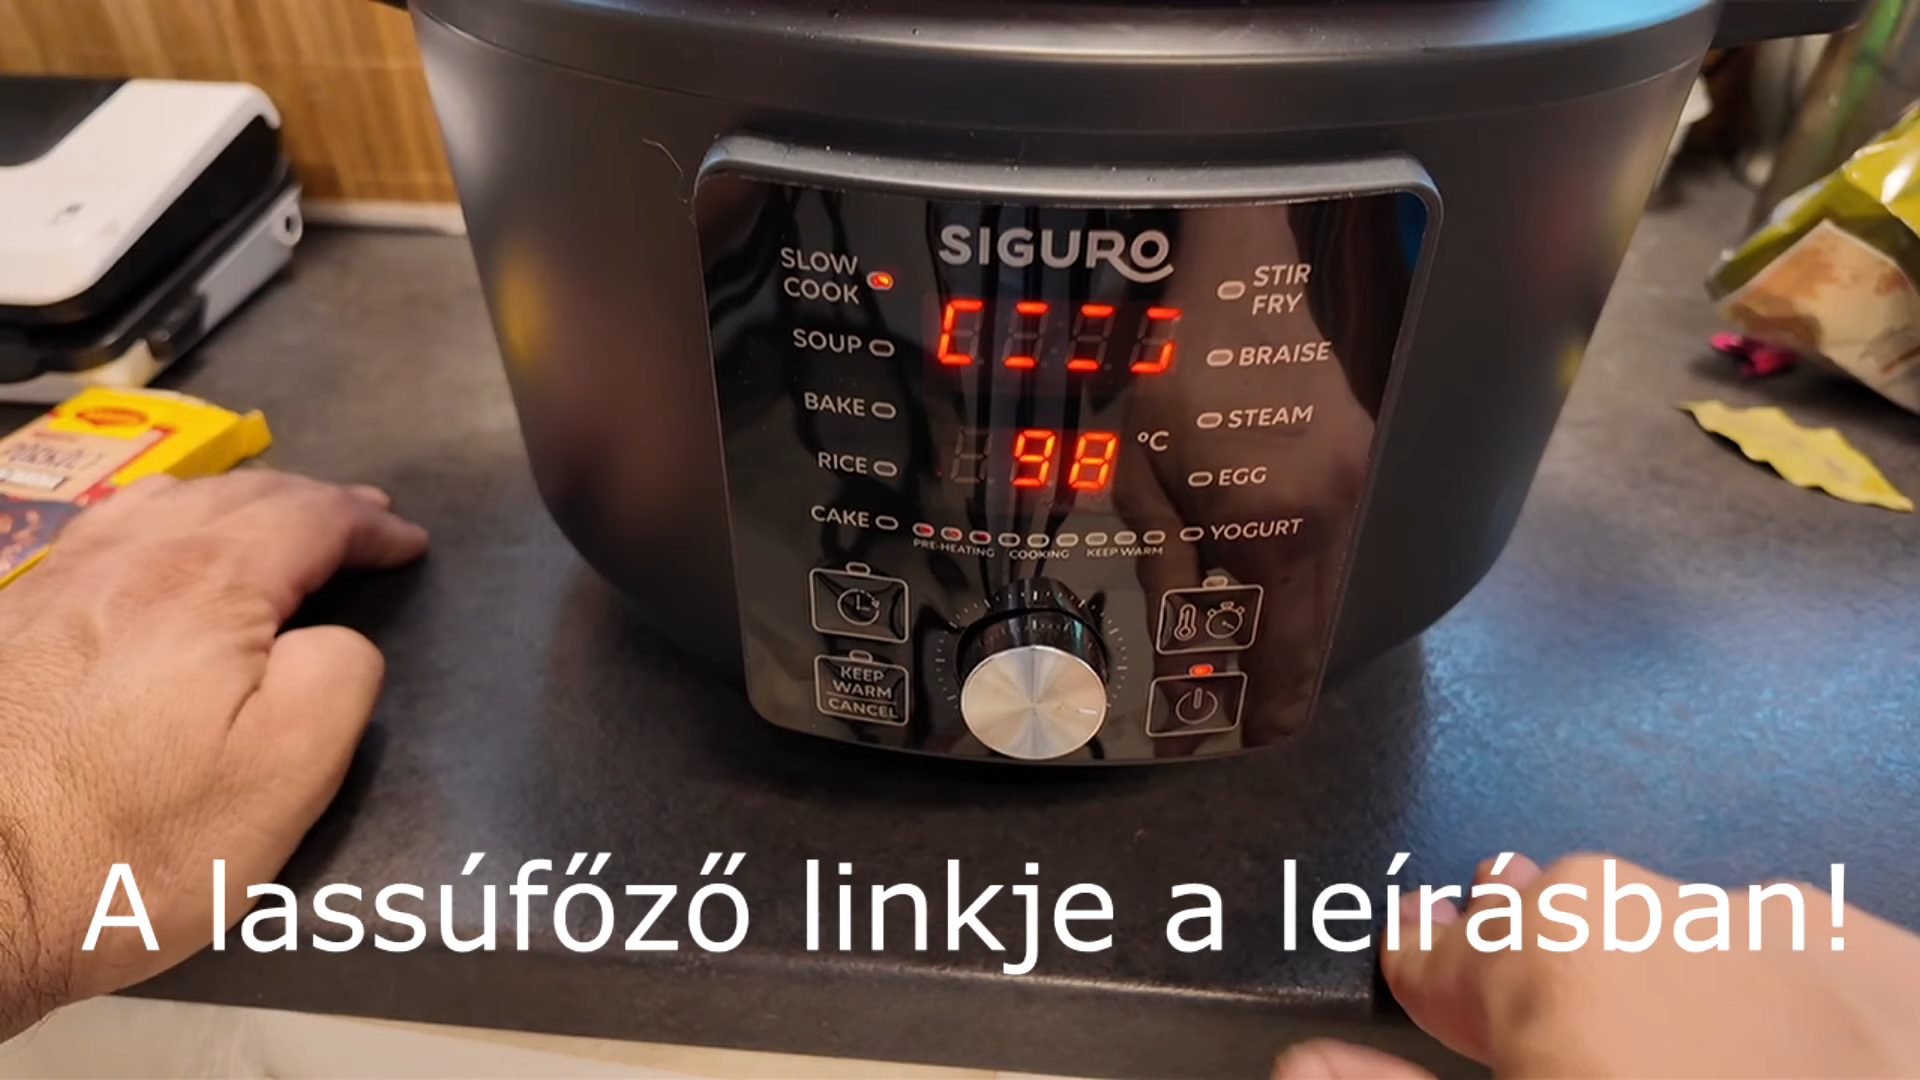 SIGURO
SLOW
COOK
STIR
FRY
SOUP
BRAISE
BAKE
98 °C
STEAM
RICE
EGG
CAKE
YOGURT
PRE-HEATING COOKING KEEP WARM
KEEP
WARM
CANCEL
A lassúfőző linkje a leírásban!